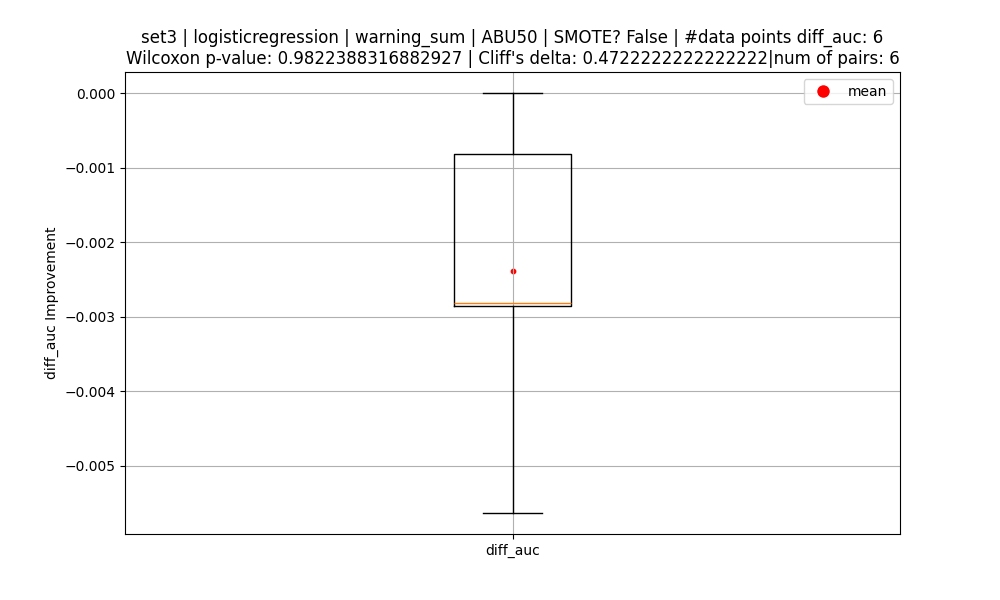 set3 | logisticregression | warning_sum | ABU50 | SMOTE? False | #data points diff_auc: 6
Wilcoxon p-value: 0.9822388316882927 | Cliff's delta: 0.4722222222222222|num of pairs: 6
mean
0.000
−0.001
−0.002
−0.003
−0.004
−0.005
diff_auc Improvement
diff_auc